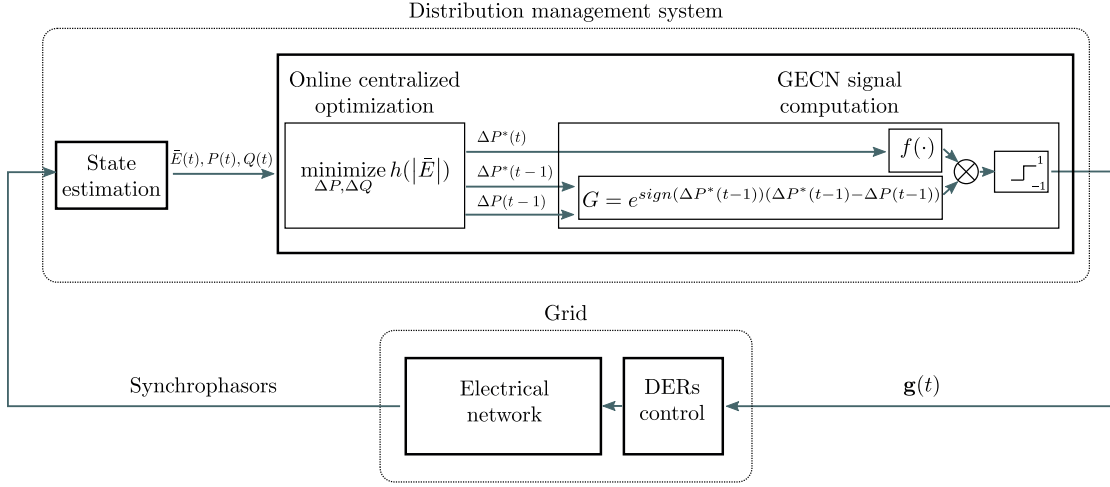 Distribution management system
Online centralized
optimization
GECN signal
computation
State
estimation
Ē(t), P(t), Q(t)
minimize h(|Ē|)
ΔP,ΔQ
ΔP*(t)
ΔP*(t−1)
ΔP(t−1)
f(·)
G = e^{sign(ΔP*(t−1))(ΔP*(t−1)−ΔP(t−1))}
1
−1
Grid
Synchrophasors
Electrical
network
DERs
control
g(t)